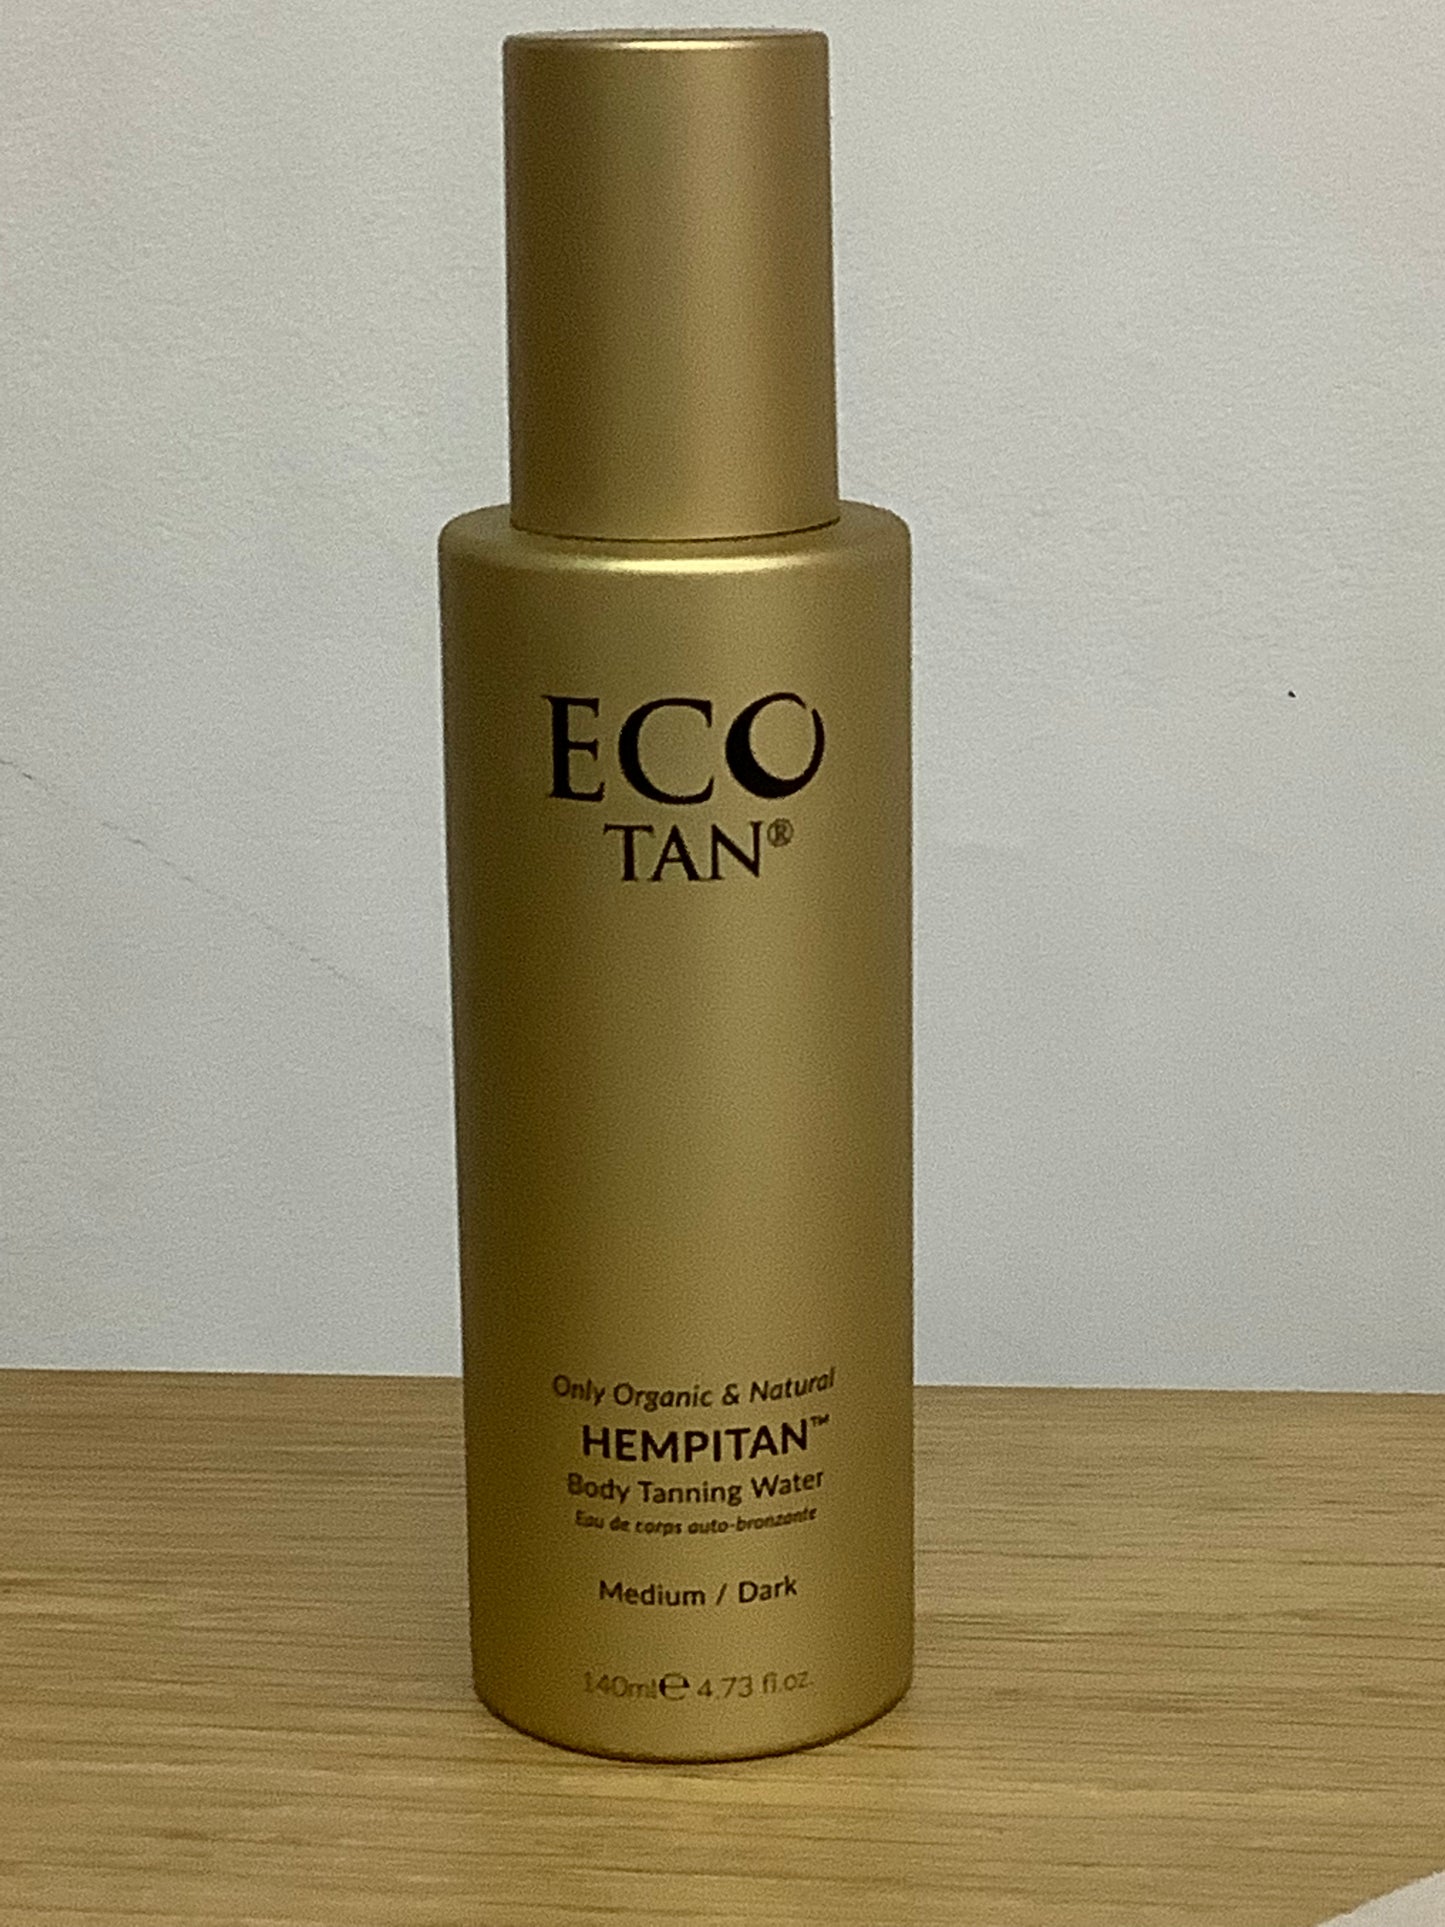 ECO
TAN®
Only Organic & Natural
HEMPITAN™
Body Tanning Water
Eau de corps auto-bronzante
Medium / Dark
140ml℮ 4.73 fl.oz.